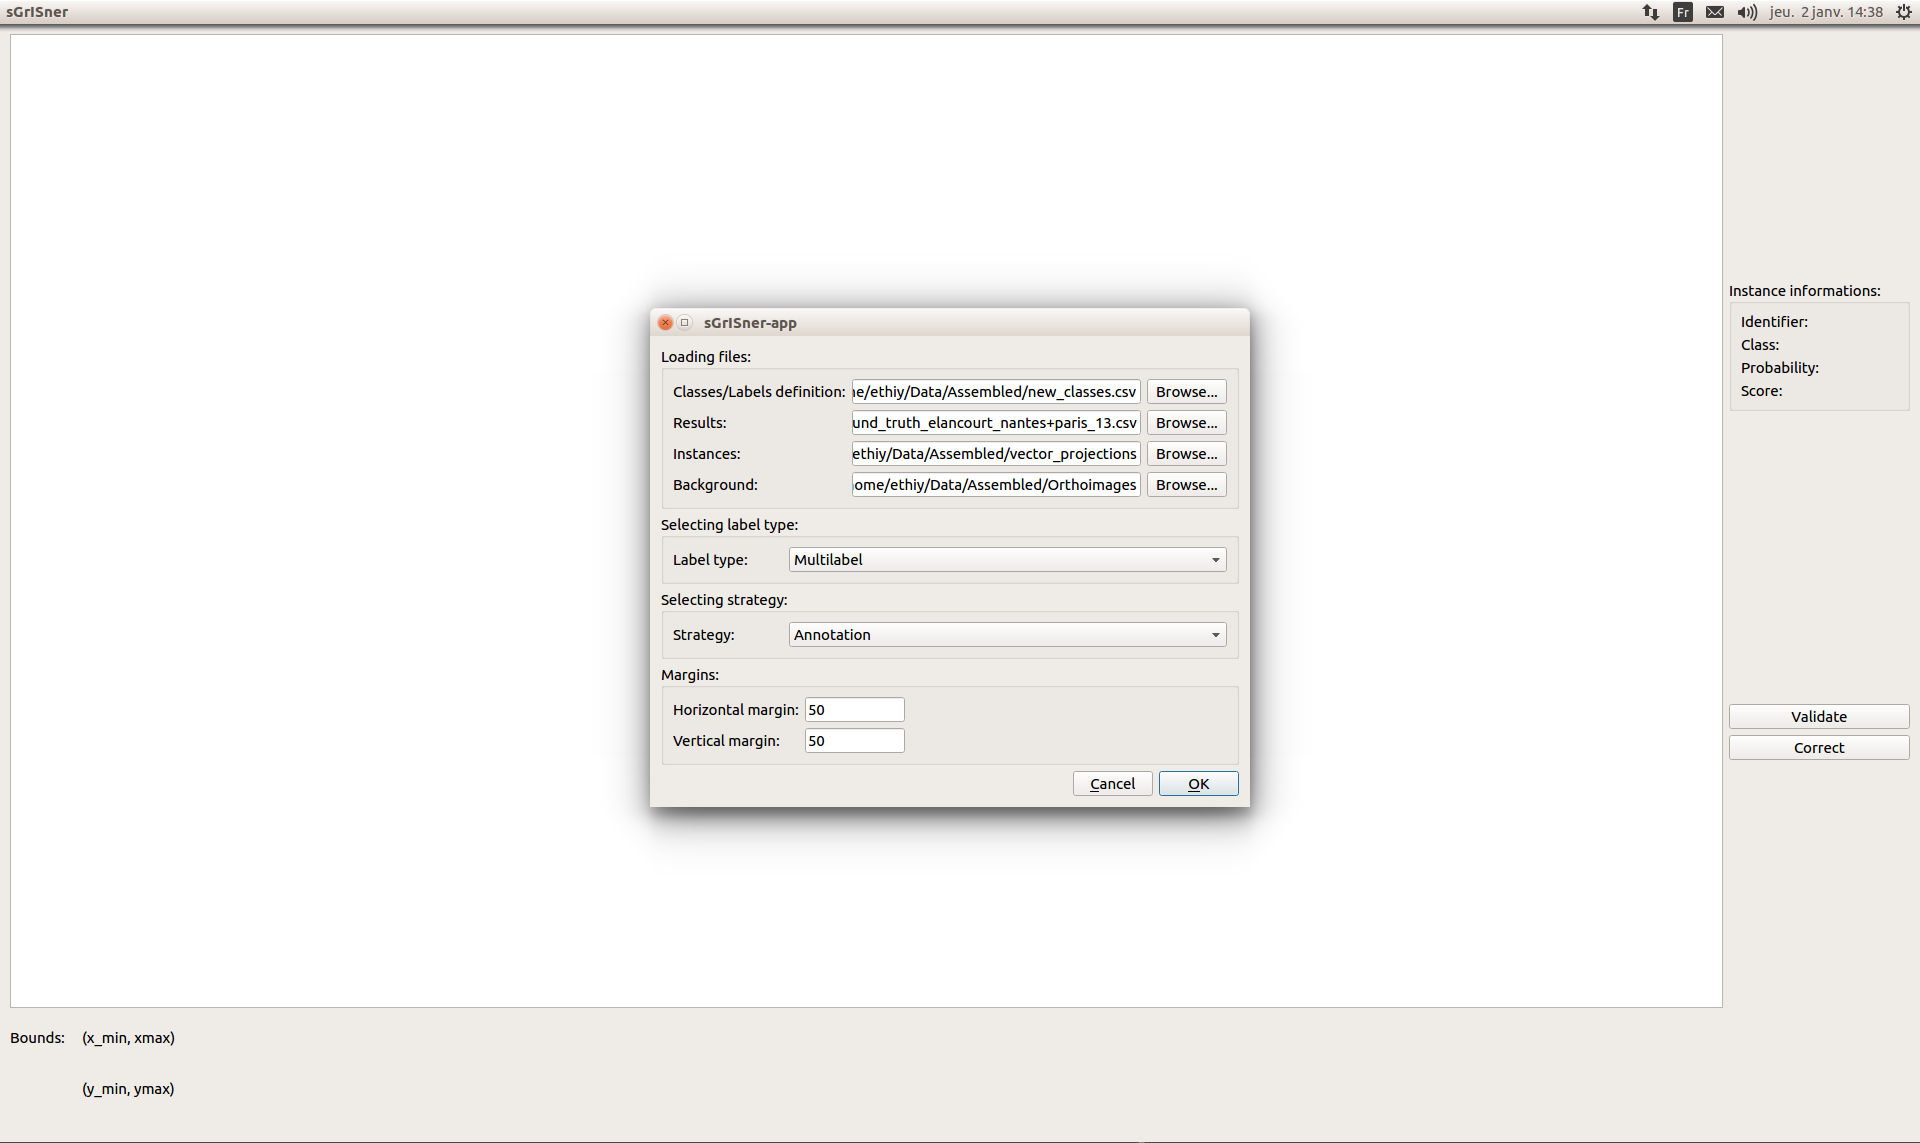 sGrISner
Fr
jeu. 2 janv. 14:38
sGrISner-app
Loading files:
Classes/Labels definition: /ethiy/Data/Assembled/new_classes.csv Browse...
Results: und_truth_elancourt_nantes+paris_13.csv Browse...
Instances: ethiy/Data/Assembled/vector_projections Browse...
Background: ome/ethiy/Data/Assembled/Orthoimages Browse...
Selecting label type:
Label type: Multilabel
Selecting strategy:
Strategy: Annotation
Margins:
Horizontal margin: 50
Vertical margin: 50
Cancel OK
Instance informations:
Identifier:
Class:
Probability:
Score:
Validate
Correct
Bounds: (x_min, xmax)
(y_min, ymax)